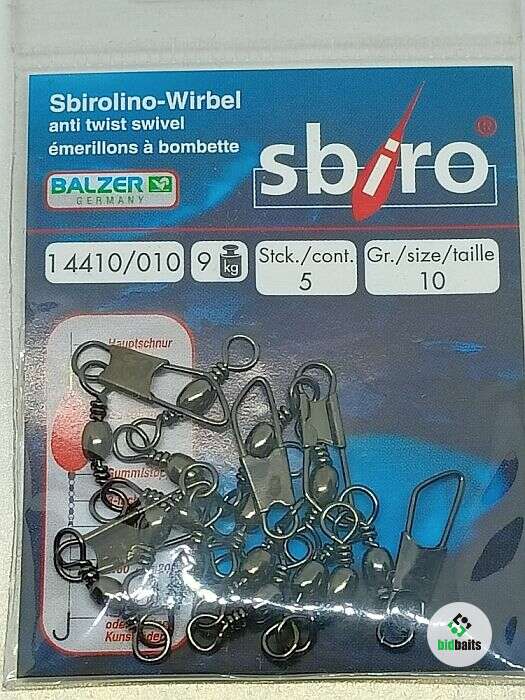 Sbirolino-Wirbel
anti twist swivel
émerillons à bombette
sbiro
®
BALZER
GERMANY
14410/010
9 kg
Stck./cont.
5
Gr./size/taille
10
Hauptschnur
oder
bidbaits